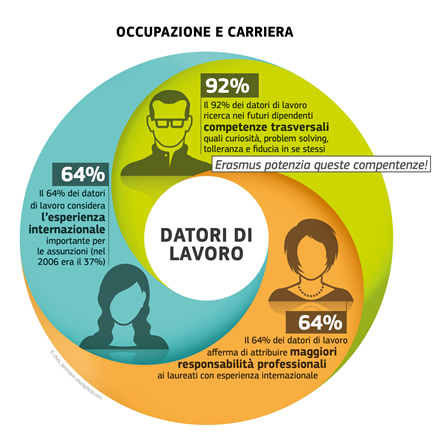 OCCUPAZIONE E CARRIERA
92%
Il 92% dei datori di lavoro
ricerca nei futuri dipendenti
competenze trasversali
quali curiosità, problem solving,
tolleranza e fiducia in se stessi
Erasmus potenzia queste compentenze!
64%
Il 64% dei datori
di lavoro considera
l'esperienza
internazionale
importante per
le assunzioni (nel
2006 era il 37%)
DATORI DI
LAVORO
64%
Il 64% dei datori di lavoro
afferma di attribuire maggiori
responsabilità professionali
ai laureati con esperienza internazionale